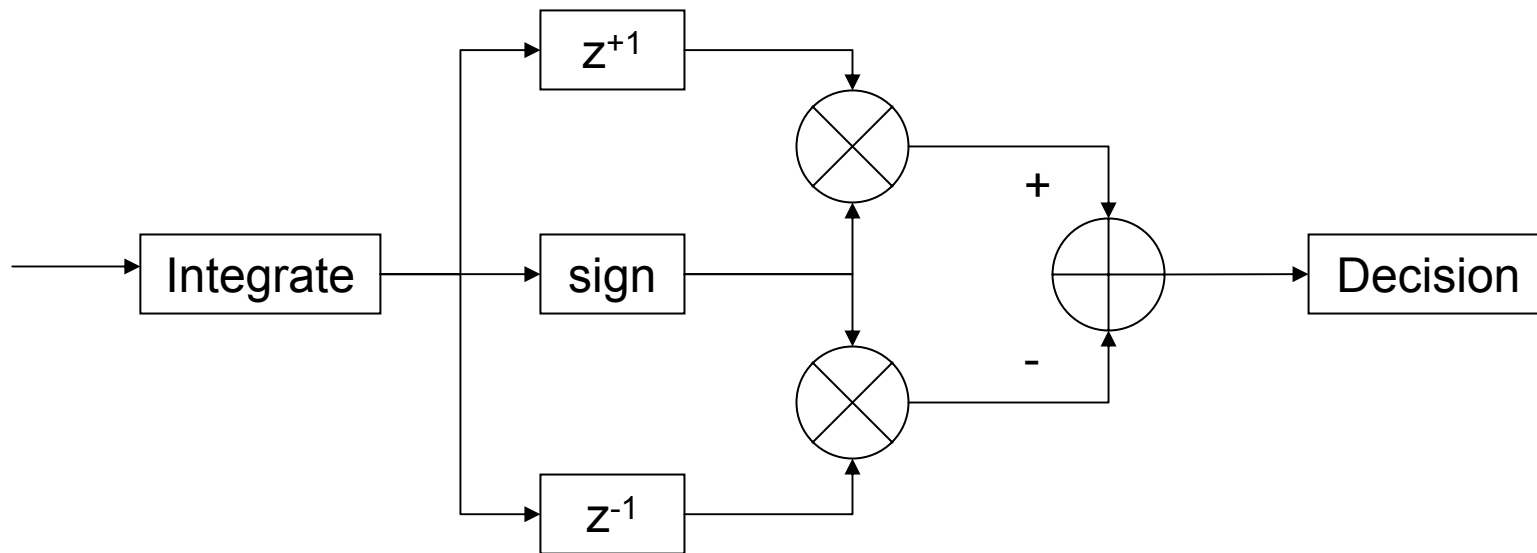 z⁺¹
Integrate
sign
+
-
Decision
z⁻¹